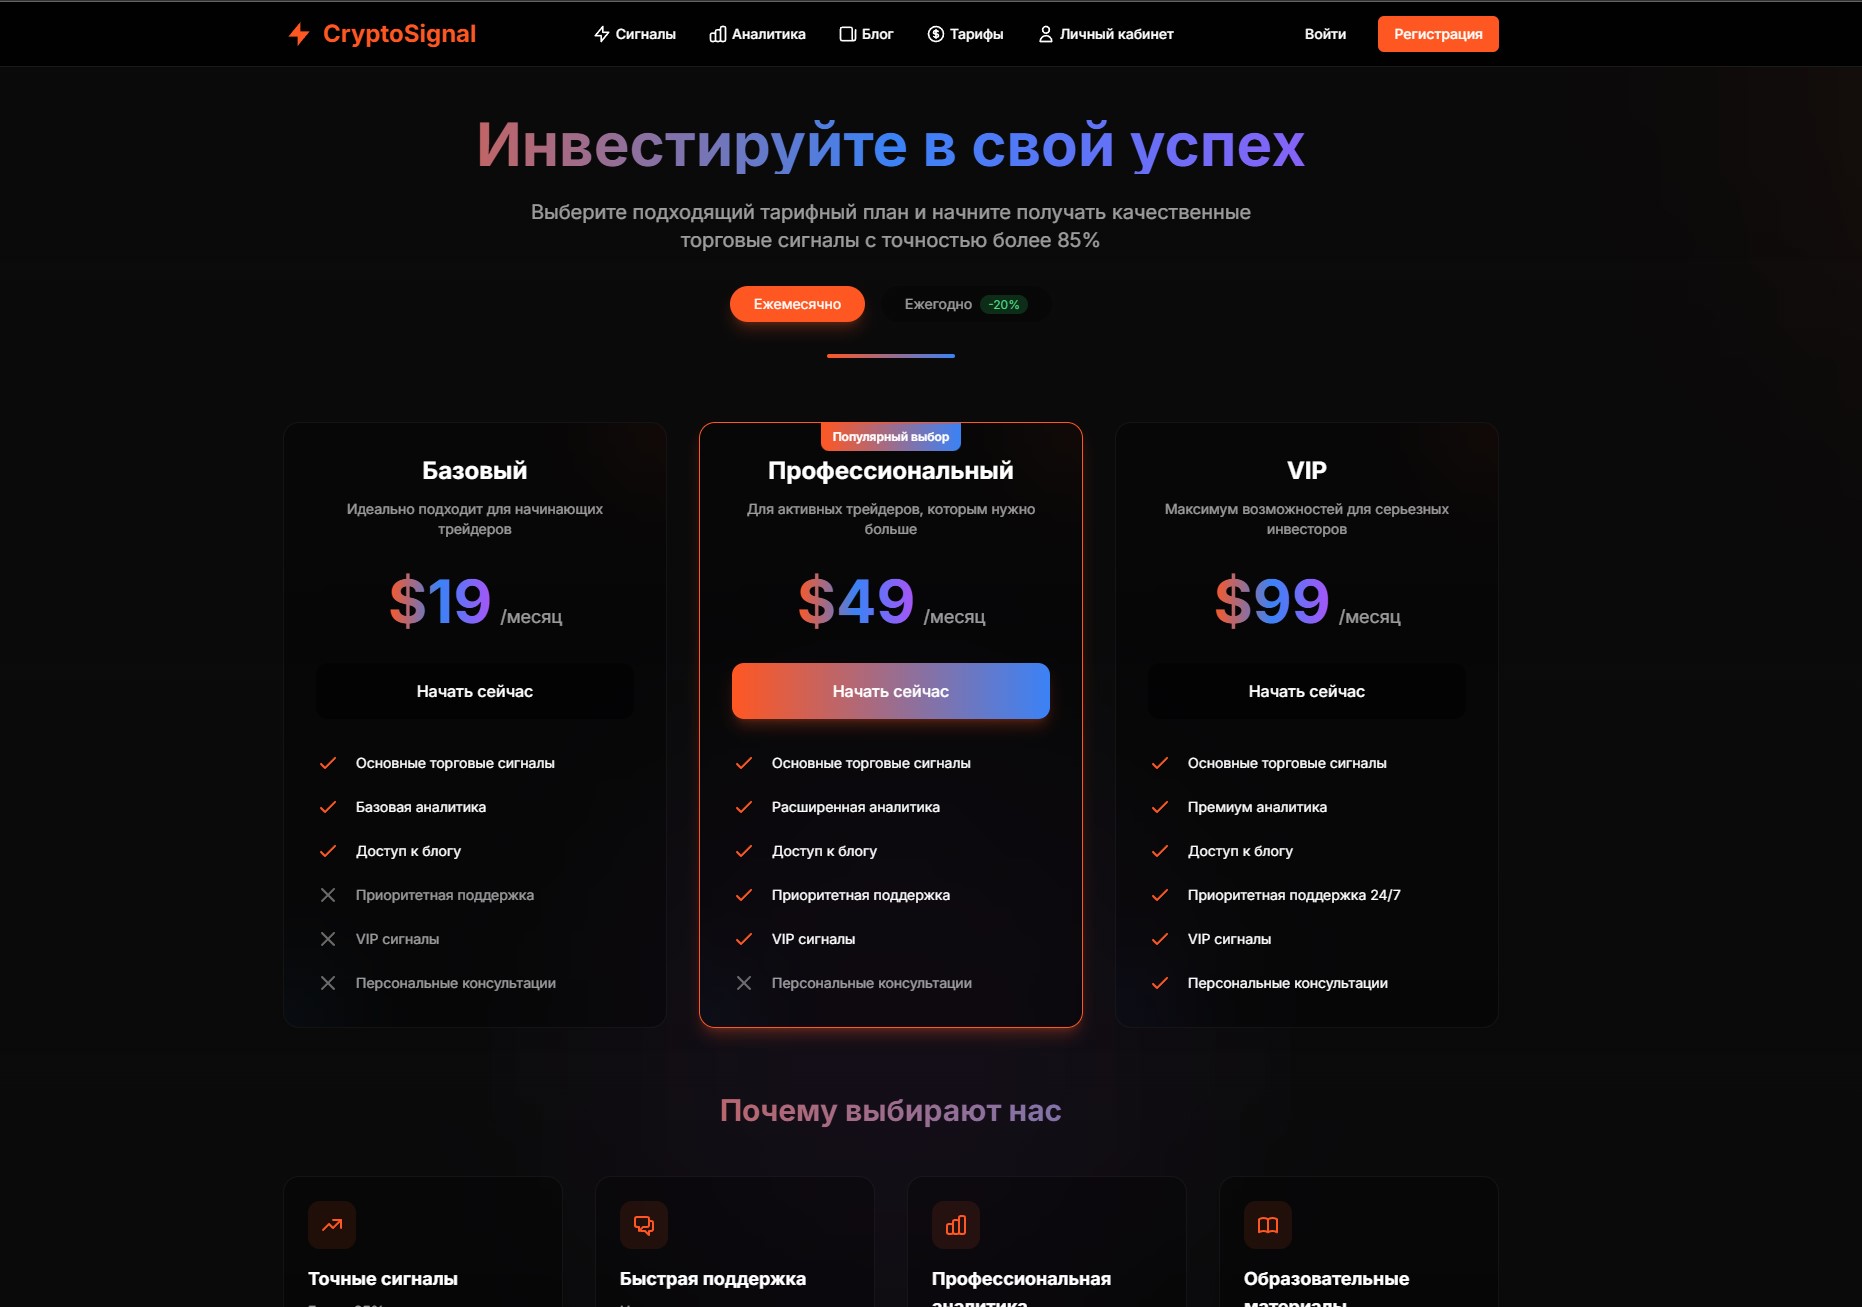 CryptoSignal
Сигналы
Аналитика
Блог
Тарифы
Личный кабинет
Войти
Регистрация
Инвестируйте в свой успех
Выберите подходящий тарифный план и начните получать качественные
торговые сигналы с точностью более 85%
Ежемесячно
Ежегодно -20%
Базовый
Идеально подходит для начинающих
трейдеров
$19 /месяц
Начать сейчас
Основные торговые сигналы
Базовая аналитика
Доступ к блогу
Приоритетная поддержка
VIP сигналы
Персональные консультации
Популярный выбор
Профессиональный
Для активных трейдеров, которым нужно
больше
$49 /месяц
Начать сейчас
Основные торговые сигналы
Расширенная аналитика
Доступ к блогу
Приоритетная поддержка
VIP сигналы
Персональные консультации
VIP
Максимум возможностей для серьезных
инвесторов
$99 /месяц
Начать сейчас
Основные торговые сигналы
Премиум аналитика
Доступ к блогу
Приоритетная поддержка 24/7
VIP сигналы
Персональные консультации
Почему выбирают нас
Точные сигналы
Быстрая поддержка
Профессиональная
аналитика
Образовательные
материалы